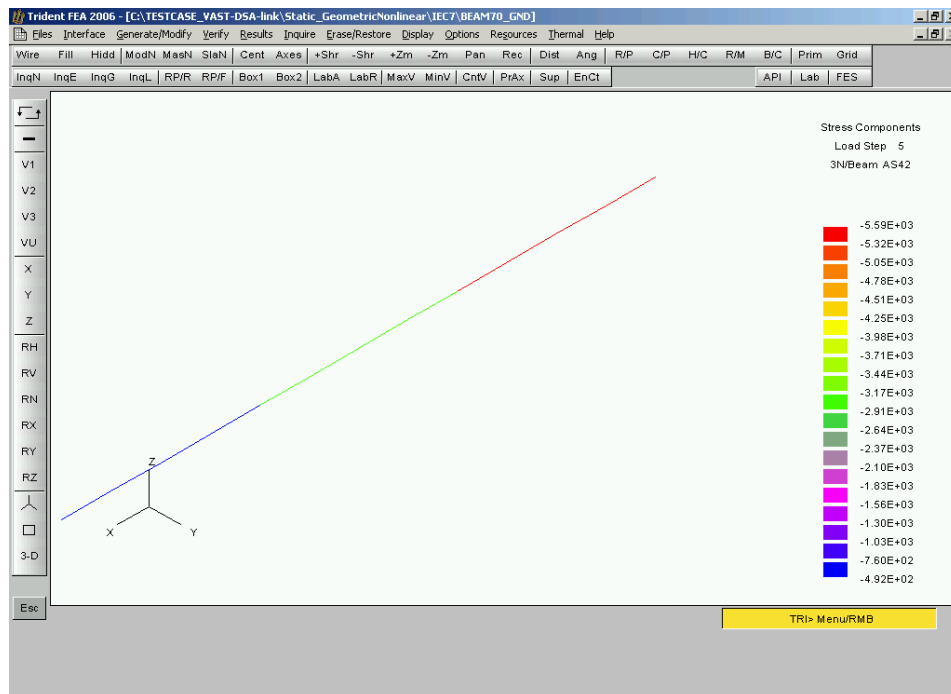 Trident FEA 2006 - [C:\TESTCASE_VAST-DSA-link\Static_GeometricNonlinear\IEC7\BEAM70_GND]
Files Interface Generate/Modify Verify Results Inquire Erase/Restore Display Options Resources Thermal Help
Wire Fill Hidd ModN MasN SlaN Cent Axes +Shr -Shr +Zm -Zm Pan Rec Dist Ang R/P C/P H/C R/M B/C Prim Grid
InqN InqE InqG InqL RP/R RP/F Box1 Box2 LabA LabR MaxV MinV CntV PrAx Sup EnCt API Lab FES
V1
V2
V3
VU
X
Y
Z
RH
RV
RN
RX
RY
RZ
3-D
Esc
Z
X Y
Stress Components
Load Step 5
3N/Beam AS42
-5.59E+03
-5.32E+03
-5.05E+03
-4.78E+03
-4.51E+03
-4.25E+03
-3.98E+03
-3.71E+03
-3.44E+03
-3.17E+03
-2.91E+03
-2.64E+03
-2.37E+03
-2.10E+03
-1.83E+03
-1.56E+03
-1.30E+03
-1.03E+03
-7.60E+02
-4.92E+02
TRI> Menu/RMB